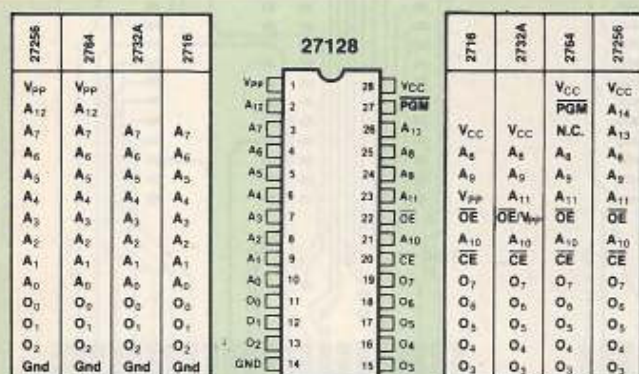 27256 2764 2732A 2716
VPP VPP
A12 A12
A7 A7 A7 A7
A6 A6 A6 A6
A5 A5 A5 A5
A4 A4 A4 A4
A3 A3 A3 A3
A2 A2 A2 A2
A1 A1 A1 A1
A0 A0 A0 A0
O0 O0 O0 O0
O1 O1 O1 O1
O2 O2 O2 O2
Gnd Gnd Gnd Gnd
27128
VPP 1 28 VCC
A12 2 27 PGM
A7 3 26 A13
A6 4 25 A8
A5 5 24 A9
A4 6 23 A11
A3 7 22 OE
A2 8 21 A10
A1 9 20 CE
A0 10 19 O7
O0 11 18 O6
O1 12 17 O5
O2 13 16 O4
GND 14 15 O3
2716 2732A 2764 27256
VCC VCC
PGM A14
VCC VCC N.C. A13
A8 A8 A8 A8
A9 A9 A9 A9
VPP A11 A11 A11
OE OE/VPP OE OE
A10 A10 A10 A10
CE CE CE CE
O7 O7 O7 O7
O6 O6 O6 O6
O5 O5 O5 O5
O4 O4 O4 O4
O3 O3 O3 O3